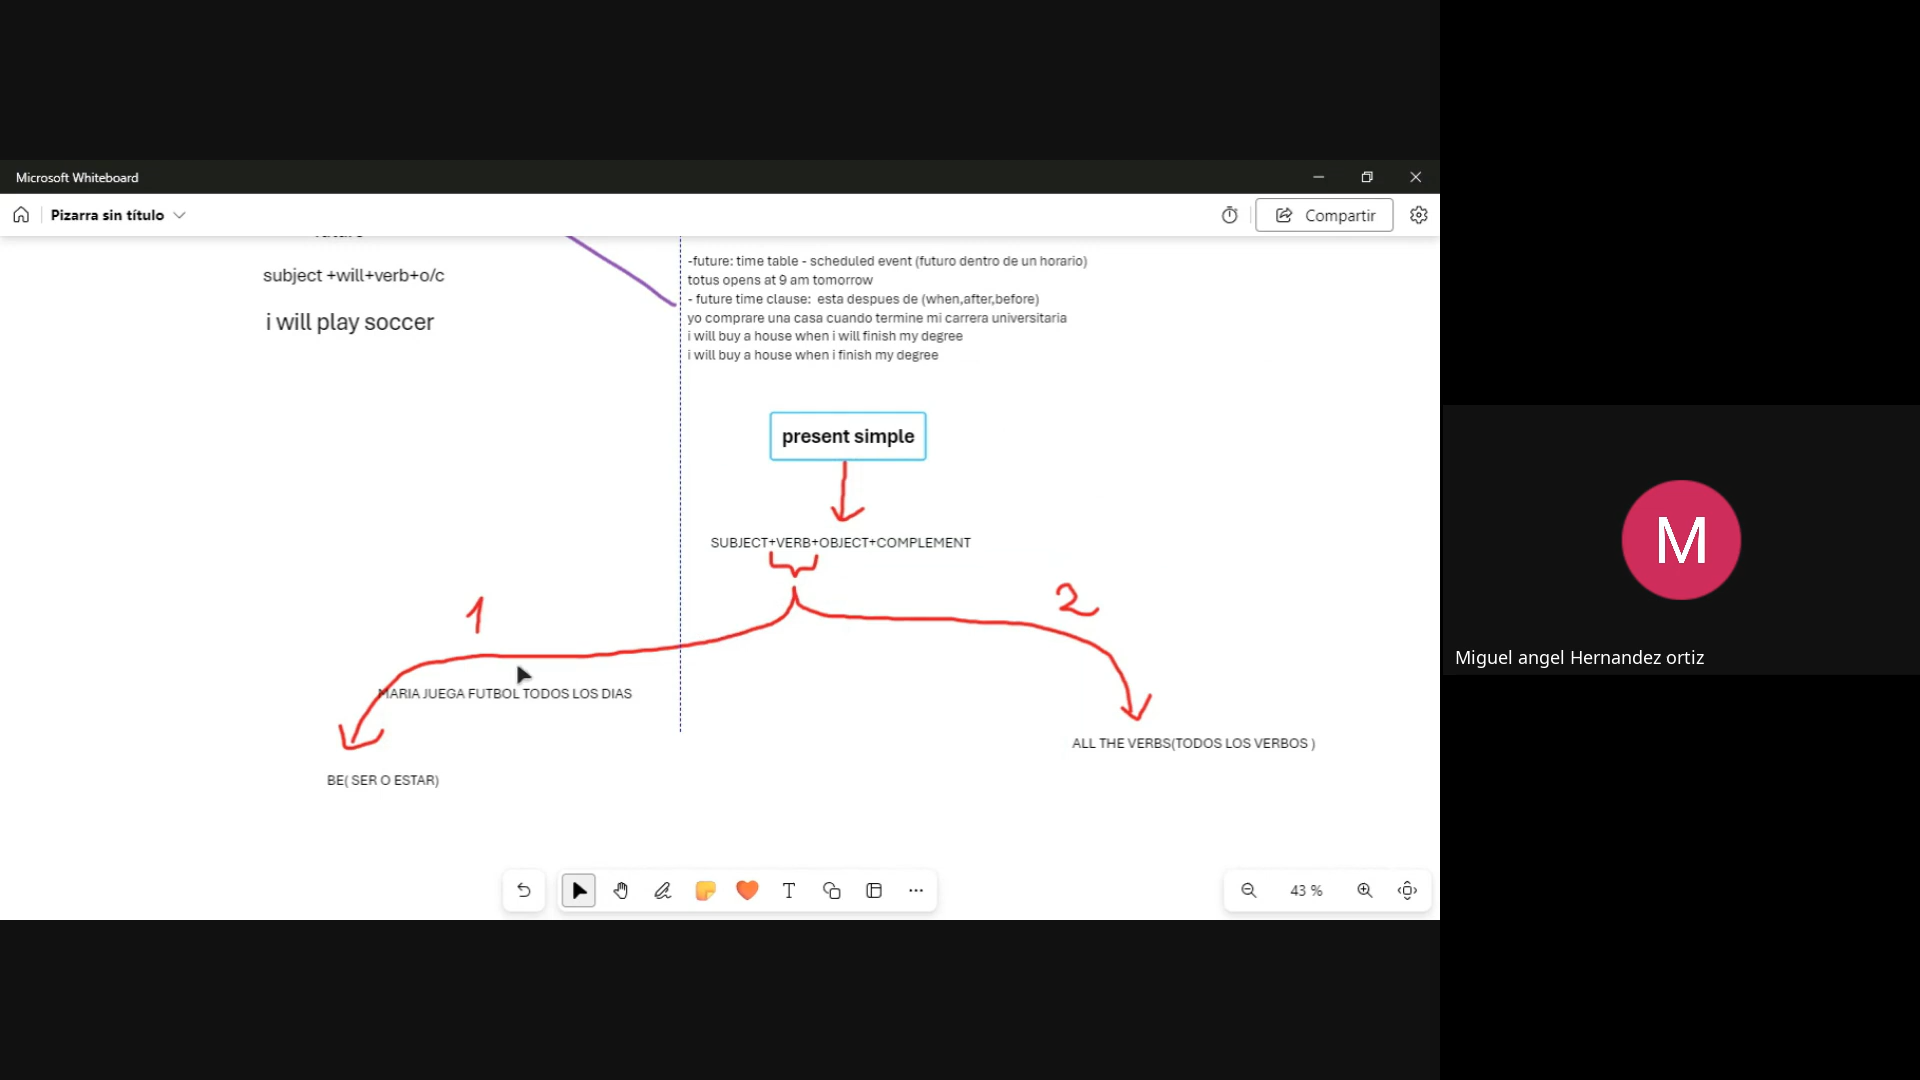 Microsoft Whiteboard
Pizarra sin título
Compartir
subject +will+verb+o/c
i will play soccer
-future: time table - scheduled event (futuro dentro de un horario)
totus opens at 9 am tomorrow
- future time clause: esta despues de (when,after,before)
yo comprare una casa cuando termine mi carrera universitaria
i will buy a house when i will finish my degree
i will buy a house when i finish my degree
present simple
SUBJECT+VERB+OBJECT+COMPLEMENT
1
2
MARIA JUEGA FUTBOL TODOS LOS DIAS
ALL THE VERBS(TODOS LOS VERBOS )
BE( SER O ESTAR)
T
43 %
M
Miguel angel Hernandez ortiz